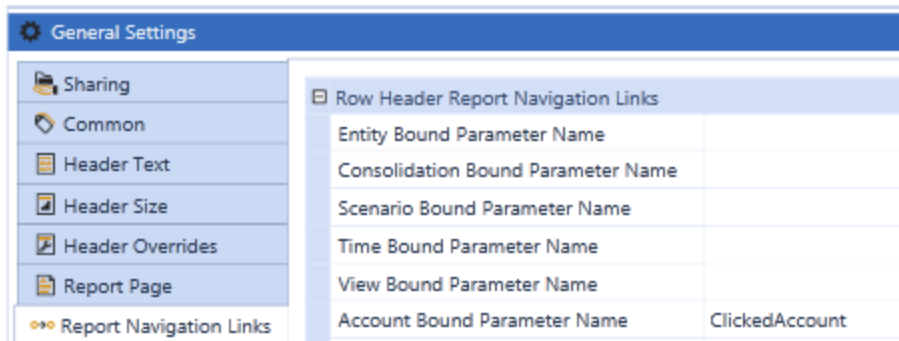 General Settings
Sharing
Common
Header Text
Header Size
Header Overrides
Report Page
Report Navigation Links
Row Header Report Navigation Links
Entity Bound Parameter Name
Consolidation Bound Parameter Name
Scenario Bound Parameter Name
Time Bound Parameter Name
View Bound Parameter Name
Account Bound Parameter Name ClickedAccount